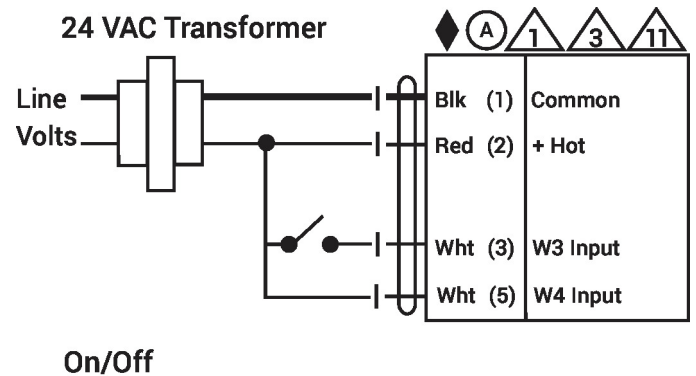 24 VAC Transformer
A
1
3
11
Line
Volts
Blk (1) Common
Red (2) + Hot
Wht (3) W3 Input
Wht (5) W4 Input
On/Off